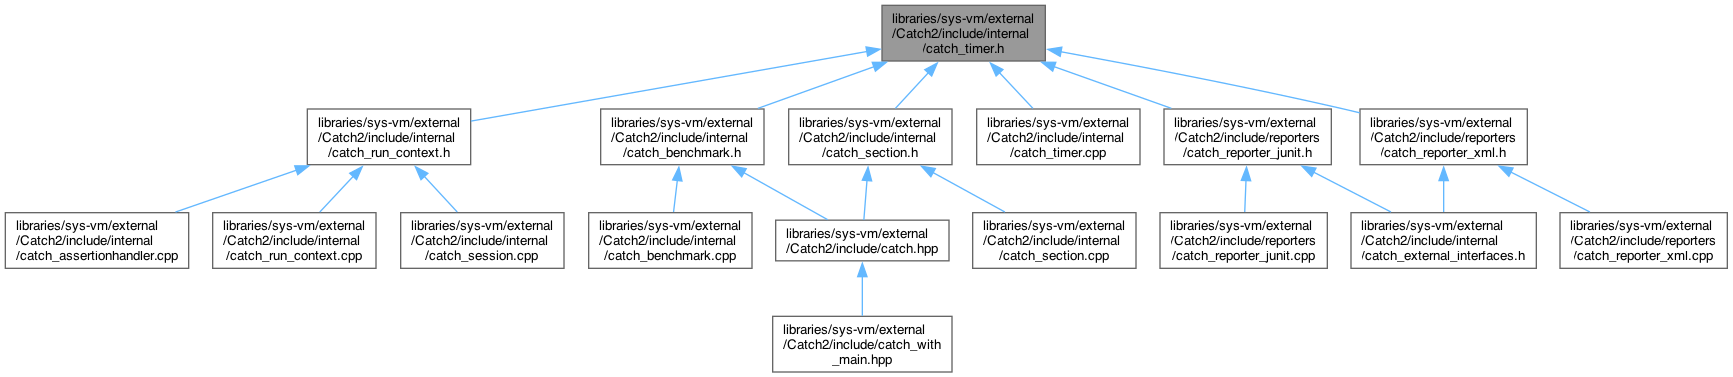 libraries/sys-vm/external
/Catch2/include/internal
/catch_timer.h
libraries/sys-vm/external
/Catch2/include/internal
/catch_run_context.h
libraries/sys-vm/external
/Catch2/include/internal
/catch_benchmark.h
libraries/sys-vm/external
/Catch2/include/internal
/catch_section.h
libraries/sys-vm/external
/Catch2/include/internal
/catch_timer.cpp
libraries/sys-vm/external
/Catch2/include/reporters
/catch_reporter_junit.h
libraries/sys-vm/external
/Catch2/include/reporters
/catch_reporter_xml.h
libraries/sys-vm/external
/Catch2/include/internal
/catch_assertionhandler.cpp
libraries/sys-vm/external
/Catch2/include/internal
/catch_run_context.cpp
libraries/sys-vm/external
/Catch2/include/internal
/catch_session.cpp
libraries/sys-vm/external
/Catch2/include/internal
/catch_benchmark.cpp
libraries/sys-vm/external
/Catch2/include/catch.hpp
libraries/sys-vm/external
/Catch2/include/internal
/catch_section.cpp
libraries/sys-vm/external
/Catch2/include/reporters
/catch_reporter_junit.cpp
libraries/sys-vm/external
/Catch2/include/internal
/catch_external_interfaces.h
libraries/sys-vm/external
/Catch2/include/reporters
/catch_reporter_xml.cpp
libraries/sys-vm/external
/Catch2/include/catch_with
_main.hpp